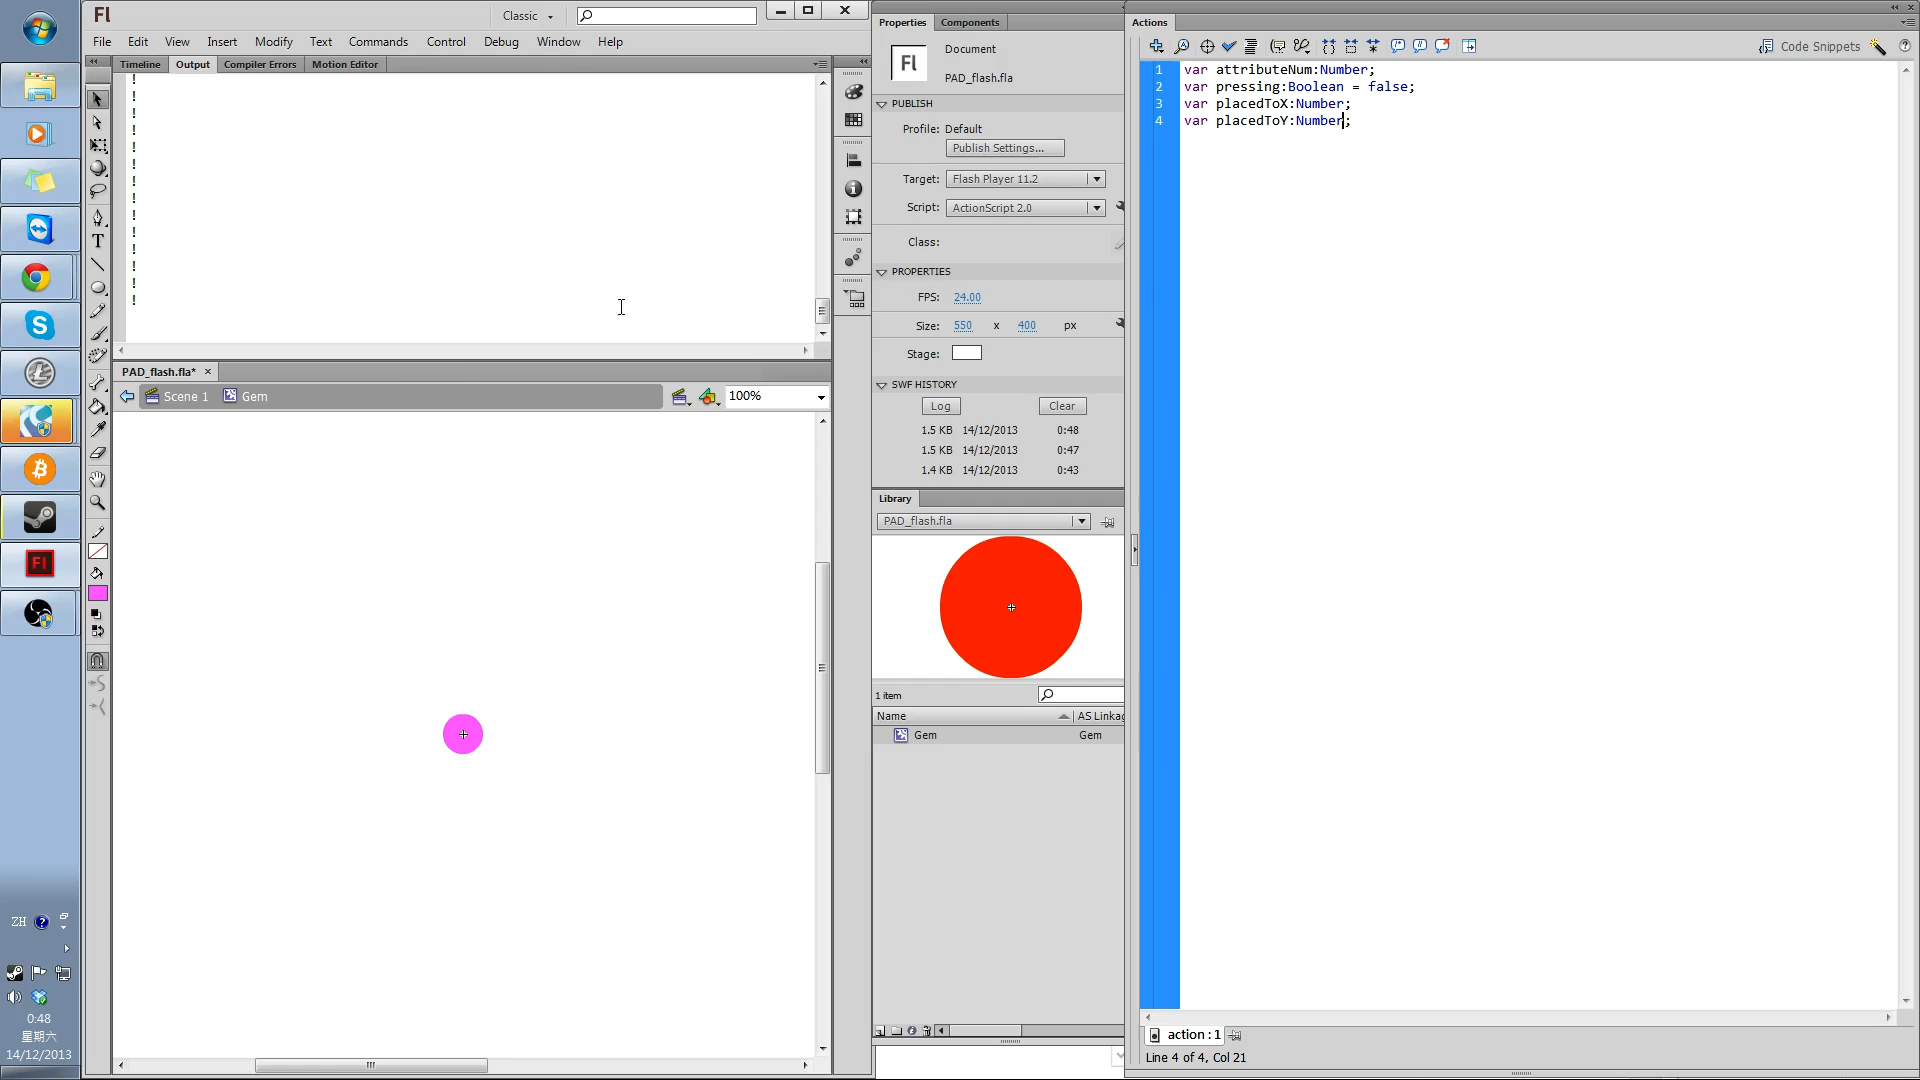 Fl
Classic
File Edit View Insert Modify Text Commands Control Debug Window Help
Timeline Output Compiler Errors Motion Editor
!
!
!
!
!
!
!
!
!
!
!
!
!
!
PAD_flash.fla* ×
Scene 1 Gem 100%
Properties Components
Fl
Document
PAD_flash.fla
PUBLISH
Profile: Default
Publish Settings...
Target: Flash Player 11.2
Script: ActionScript 2.0
Class:
PROPERTIES
FPS: 24.00
Size: 550 x 400 px
Stage:
SWF HISTORY
Log Clear
1.5 KB 14/12/2013 0:48
1.5 KB 14/12/2013 0:47
1.4 KB 14/12/2013 0:43
Library
PAD_flash.fla
1 item
Name AS Linkag
Gem Gem
Actions
Code Snippets
1 var attributeNum:Number;
2 var pressing:Boolean = false;
3 var placedToX:Number;
4 var placedToY:Number;
action : 1
Line 4 of 4, Col 21
Fl
ZH
0:48
星期六
14/12/2013